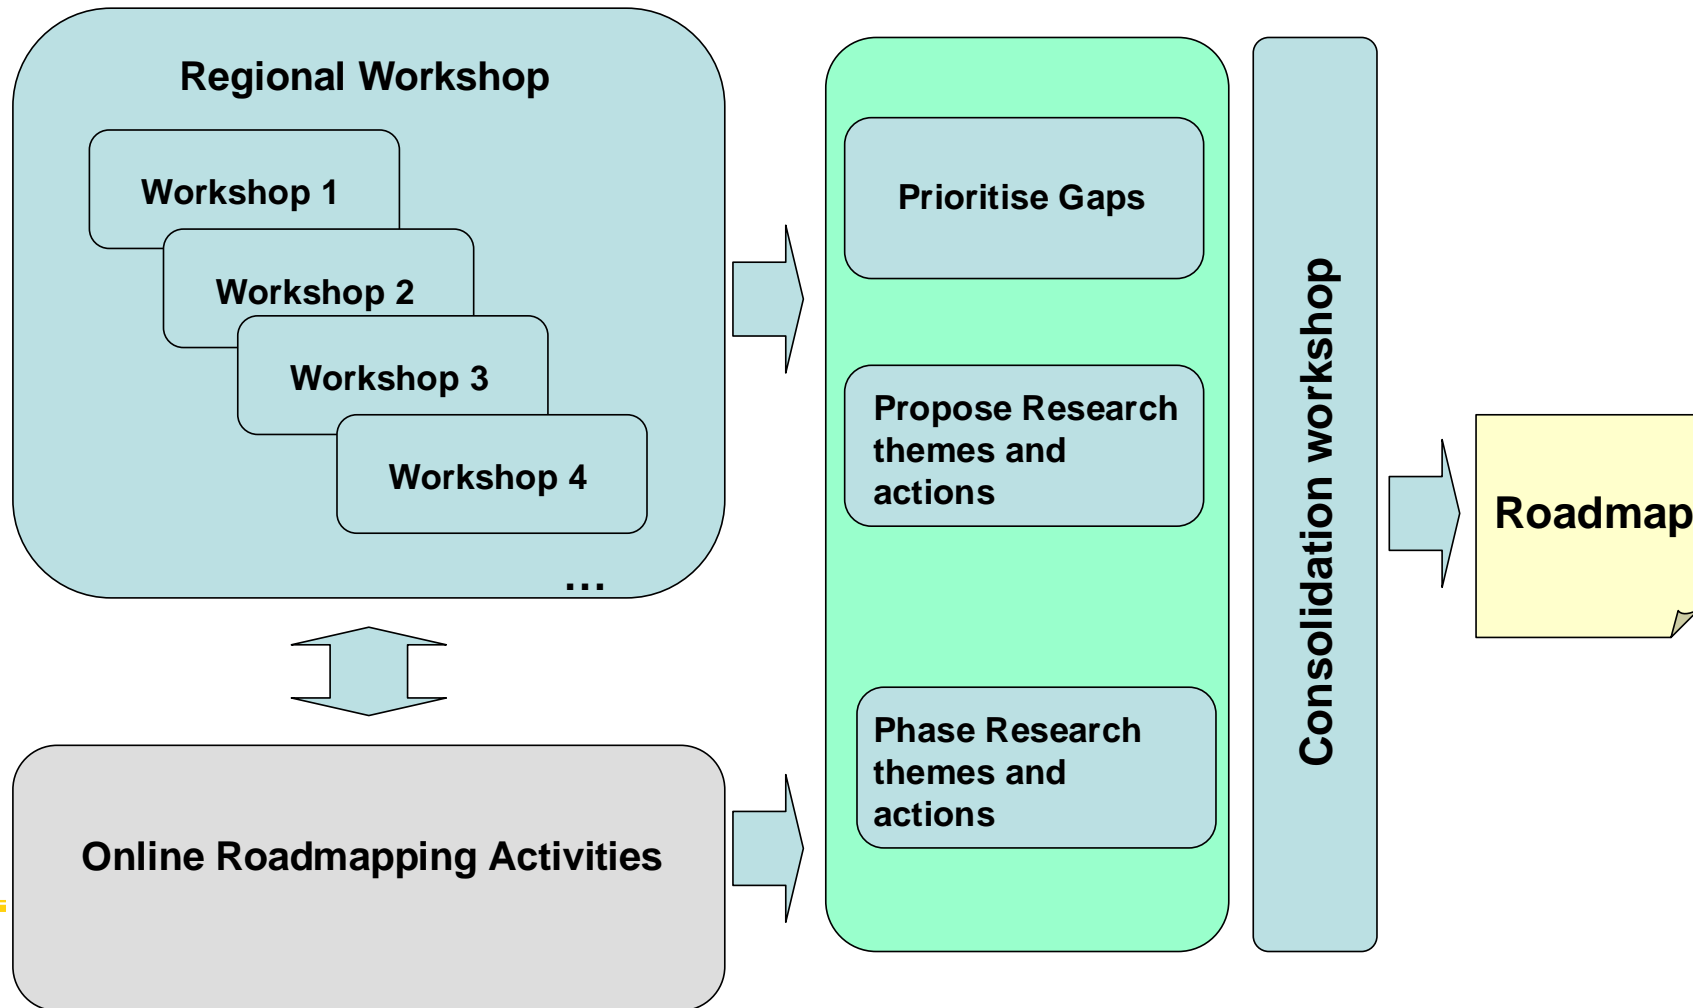 Regional Workshop
Workshop 1
Workshop 2
Workshop 3
Workshop 4
...
Online Roadmapping Activities
Prioritise Gaps
Propose Research
themes and
actions
Phase Research
themes and
actions
Consolidation workshop
Roadmap